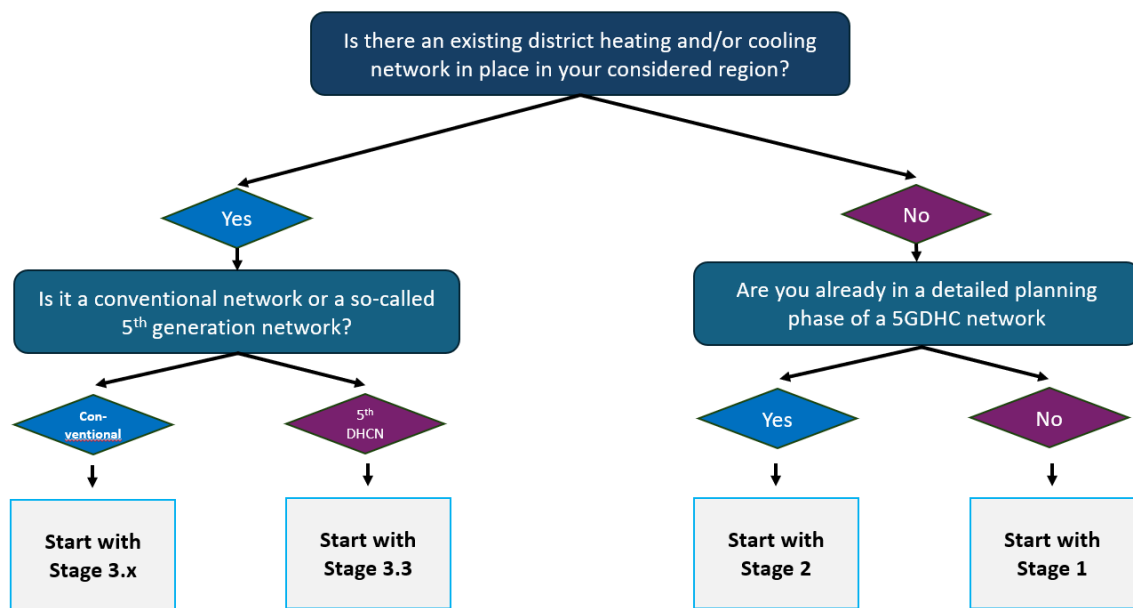 Is there an existing district heating and/or cooling
network in place in your considered region?
Yes
No
Is it a conventional network or a so-called
5th generation network?
Are you already in a detailed planning
phase of a 5GDHC network
Con-
ventional
5th
DHCN
Yes
No
Start with
Stage 3.x
Start with
Stage 3.3
Start with
Stage 2
Start with
Stage 1